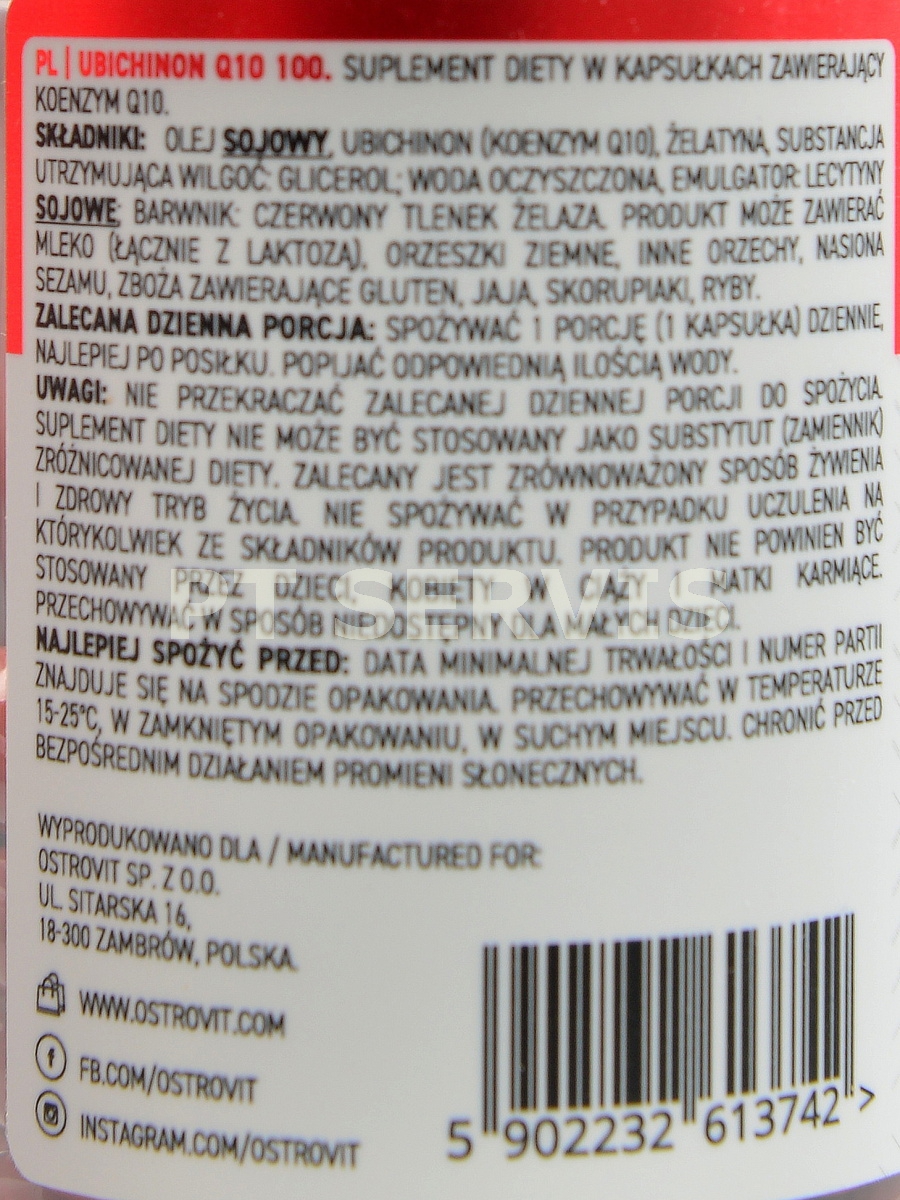 PL | UBICHINON Q10 100. SUPLEMENT DIETY W KAPSUŁKACH ZAWIERAJĄCY
KOENZYM Q10.
SKŁADNIKI: OLEJ SOJOWY, UBICHINON (KOENZYM Q10), ŻELATYNA, SUBSTANCJA
UTRZYMUJĄCA WILGOĆ: GLICEROL; WODA OCZYSZCZONA, EMULGATOR: LECYTYNY
SOJOWE; BARWNIK: CZERWONY TLENEK ŻELAZA. PRODUKT MOŻE ZAWIERAĆ
MLEKO (ŁĄCZNIE Z LAKTOZĄ), ORZESZKI ZIEMNE, INNE ORZECHY, NASIONA
SEZAMU, ZBOŻA ZAWIERAJĄCE GLUTEN, JAJA, SKORUPIAKI, RYBY.
ZALECANA DZIENNA PORCJA: SPOŻYWAĆ 1 PORCJĘ (1 KAPSUŁKA) DZIENNIE,
NAJLEPIEJ PO POSIŁKU. POPIJAĆ ODPOWIEDNIĄ ILOŚCIĄ WODY.
UWAGI: NIE PRZEKRACZAĆ ZALECANEJ DZIENNEJ PORCJI DO SPOŻYCIA.
SUPLEMENT DIETY NIE MOŻE BYĆ STOSOWANY JAKO SUBSTYTUT (ZAMIENNIK)
ZRÓŻNICOWANEJ DIETY. ZALECANY JEST ZRÓWNOWAŻONY SPOSÓB ŻYWIENIA
I ZDROWY TRYB ŻYCIA. NIE SPOŻYWAĆ W PRZYPADKU UCZULENIA NA
KTÓRYKOLWIEK ZE SKŁADNIKÓW PRODUKTU. PRODUKT NIE POWINIEN BYĆ
STOSOWANY PRZEZ DZIECI, KOBIETY W CIĄŻY I MATKI KARMIĄCE.
PT SERVIS
PRZECHOWYWAĆ W SPOSÓB NIEDOSTĘPNY DLA MAŁYCH DZIECI.
NAJLEPIEJ SPOŻYĆ PRZED: DATA MINIMALNEJ TRWAŁOŚCI I NUMER PARTII
ZNAJDUJE SIĘ NA SPODZIE OPAKOWANIA. PRZECHOWYWAĆ W TEMPERATURZE
15-25°C, W ZAMKNIĘTYM OPAKOWANIU, W SUCHYM MIEJSCU. CHRONIĆ PRZED
BEZPOŚREDNIM DZIAŁANIEM PROMIENI SŁONECZNYCH.
WYPRODUKOWANO DLA / MANUFACTURED FOR:
OSTROVIT SP. Z O.O.
UL. SITARSKA 16,
18-300 ZAMBRÓW, POLSKA
WWW.OSTROVIT.COM
FB.COM/OSTROVIT
INSTAGRAM.COM/OSTROVIT
5 902232 613742 >